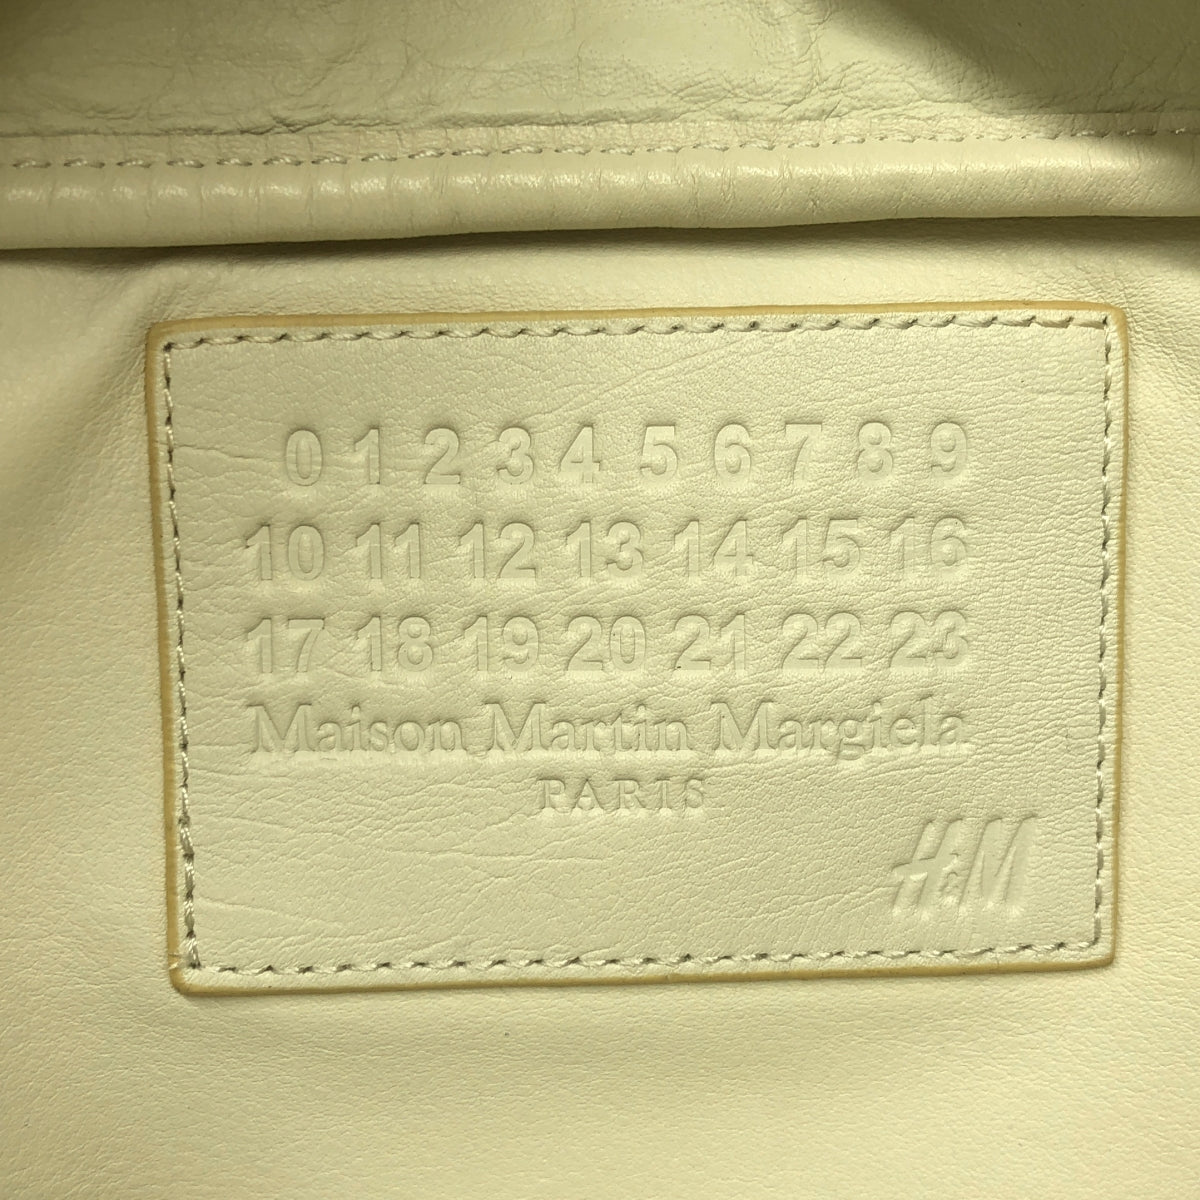 0 1 2 3 4 5 6 7 8 9
10 11 12 13 14 15 16
17 18 19 20 21 22 23
Maison Martin Margiela
PARIS
H&M